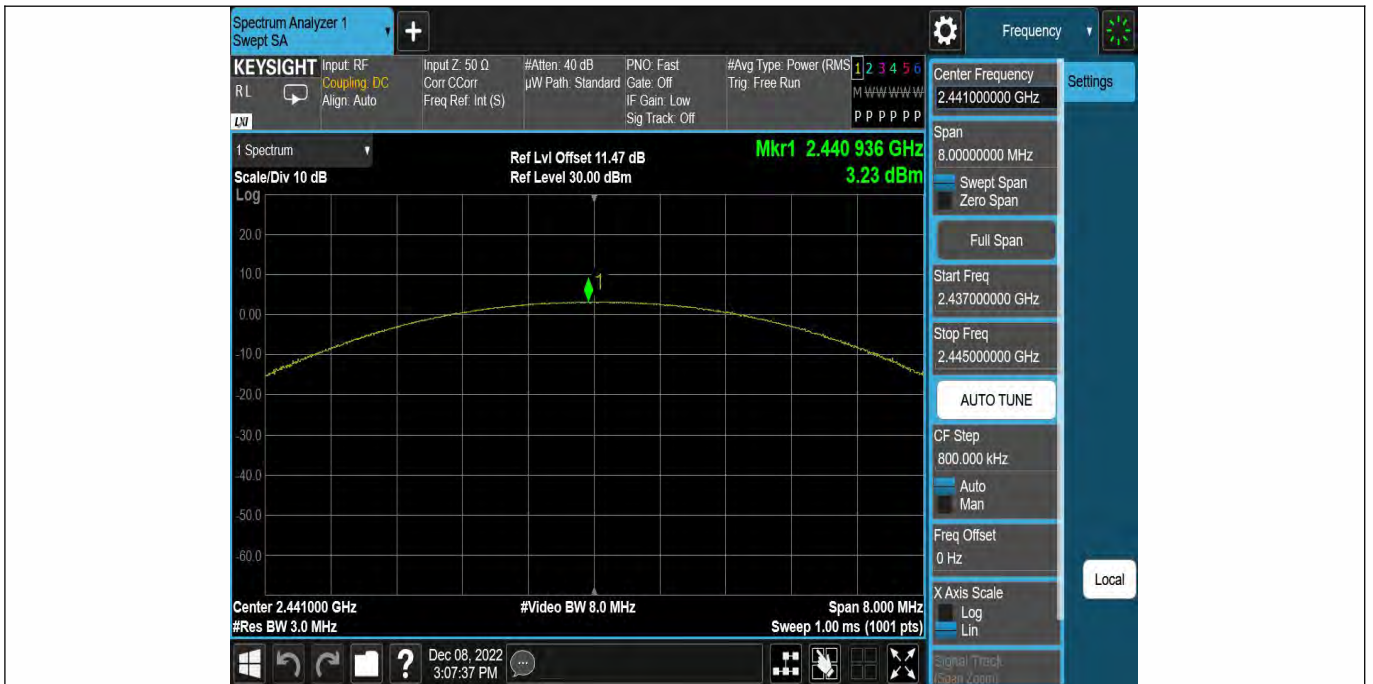 Spectrum Analyzer 1
Swept SA
+
Frequency
KEYSIGHT
RL
LXI
Input: RF
Coupling: DC
Align: Auto
Input Z: 50 Ω
Corr CCorr
Freq Ref: Int (S)
#Atten: 40 dB
µW Path: Standard
PNO: Fast
Gate: Off
IF Gain: Low
Sig Track: Off
#Avg Type: Power (RMS
Trig: Free Run
1 2 3 4 5 6
M W W W W W
P P P P P P
1 Spectrum
Scale/Div 10 dB
Log
Ref Lvl Offset 11.47 dB
Ref Level 30.00 dBm
Mkr1 2.440 936 GHz
3.23 dBm
20.0
10.0
0.00
-10.0
-20.0
-30.0
-40.0
-50.0
-60.0
1
Center 2.441000 GHz
#Res BW 3.0 MHz
#Video BW 8.0 MHz
Span 8.000 MHz
Sweep 1.00 ms (1001 pts)
Center Frequency
2.441000000 GHz
Span
8.00000000 MHz
Swept Span
Zero Span
Full Span
Start Freq
2.437000000 GHz
Stop Freq
2.445000000 GHz
AUTO TUNE
CF Step
800.000 kHz
Auto
Man
Freq Offset
0 Hz
X Axis Scale
Log
Lin
Signal Track
(Span Zoom)
Settings
Local
?
Dec 08, 2022
3:07:37 PM